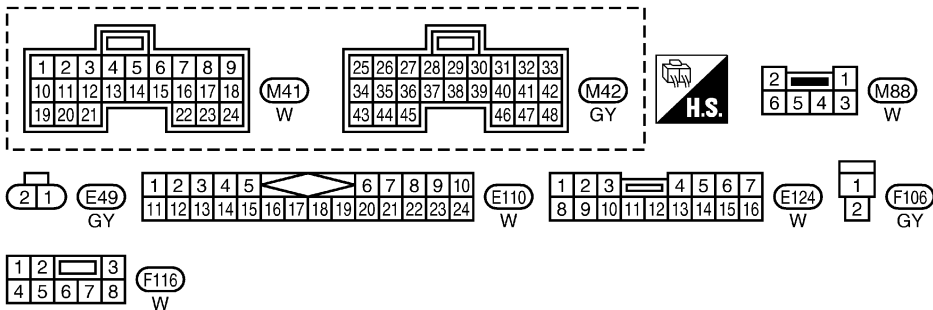 1 2 3 4 5 6 7 8 9
10 11 12 13 14 15 16 17 18
19 20 21 22 23 24
M41
W
25 26 27 28 29 30 31 32 33
34 35 36 37 38 39 40 41 42
43 44 45 46 47 48
M42
GY
H.S.
2 1
6 5 4 3
M88
W
2 1
E49
GY
1 2 3 4 5 6 7 8 9 10
11 12 13 14 15 16 17 18 19 20 21 22 23 24
E110
W
1 2 3 4 5 6 7
8 9 10 11 12 13 14 15 16
E124
W
1
2
F106
GY
1 2 3
4 5 6 7 8
F116
W